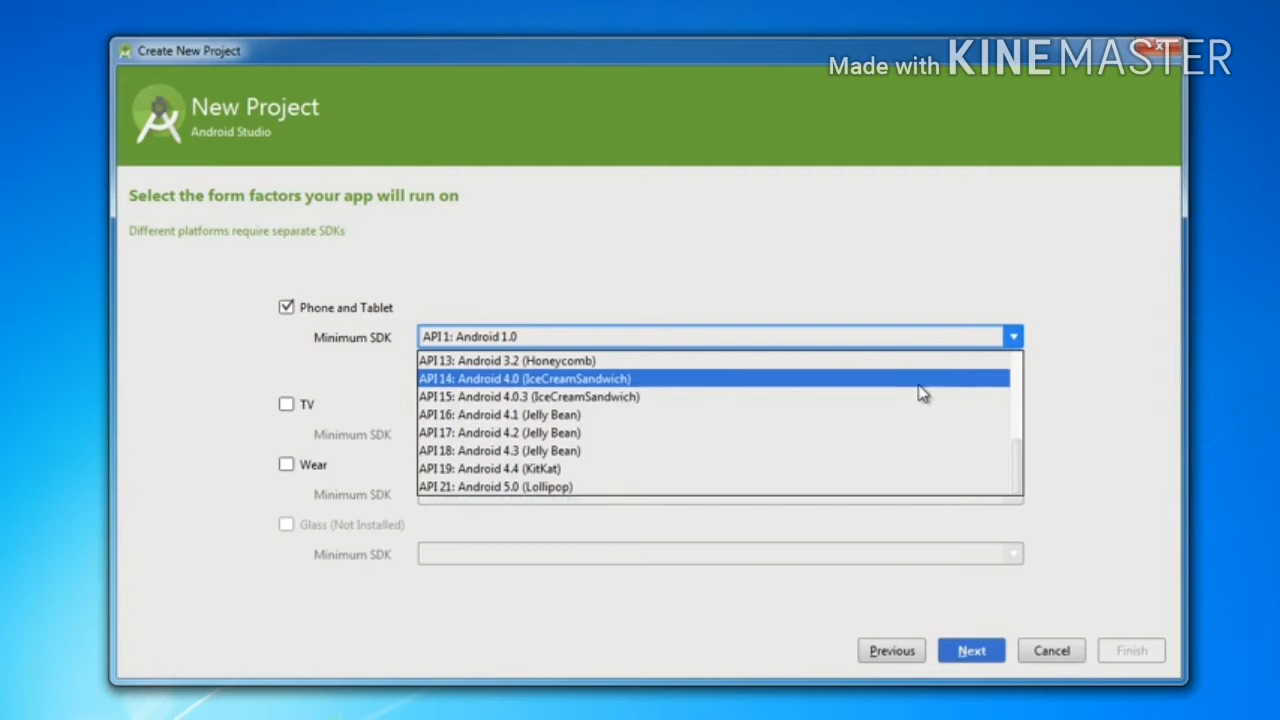 Create New Project
Made with KINEMASTER
New Project
Android Studio
Select the form factors your app will run on
Different platforms require separate SDKs
Phone and Tablet
Minimum SDK
API 1: Android 1.0
API 13: Android 3.2 (Honeycomb)
API 14: Android 4.0 (IceCreamSandwich)
API 15: Android 4.0.3 (IceCreamSandwich)
API 16: Android 4.1 (Jelly Bean)
API 17: Android 4.2 (Jelly Bean)
API 18: Android 4.3 (Jelly Bean)
API 19: Android 4.4 (KitKat)
API 21: Android 5.0 (Lollipop)
TV
Minimum SDK
Wear
Minimum SDK
Glass (Not Installed)
Minimum SDK
Previous
Next
Cancel
Finish